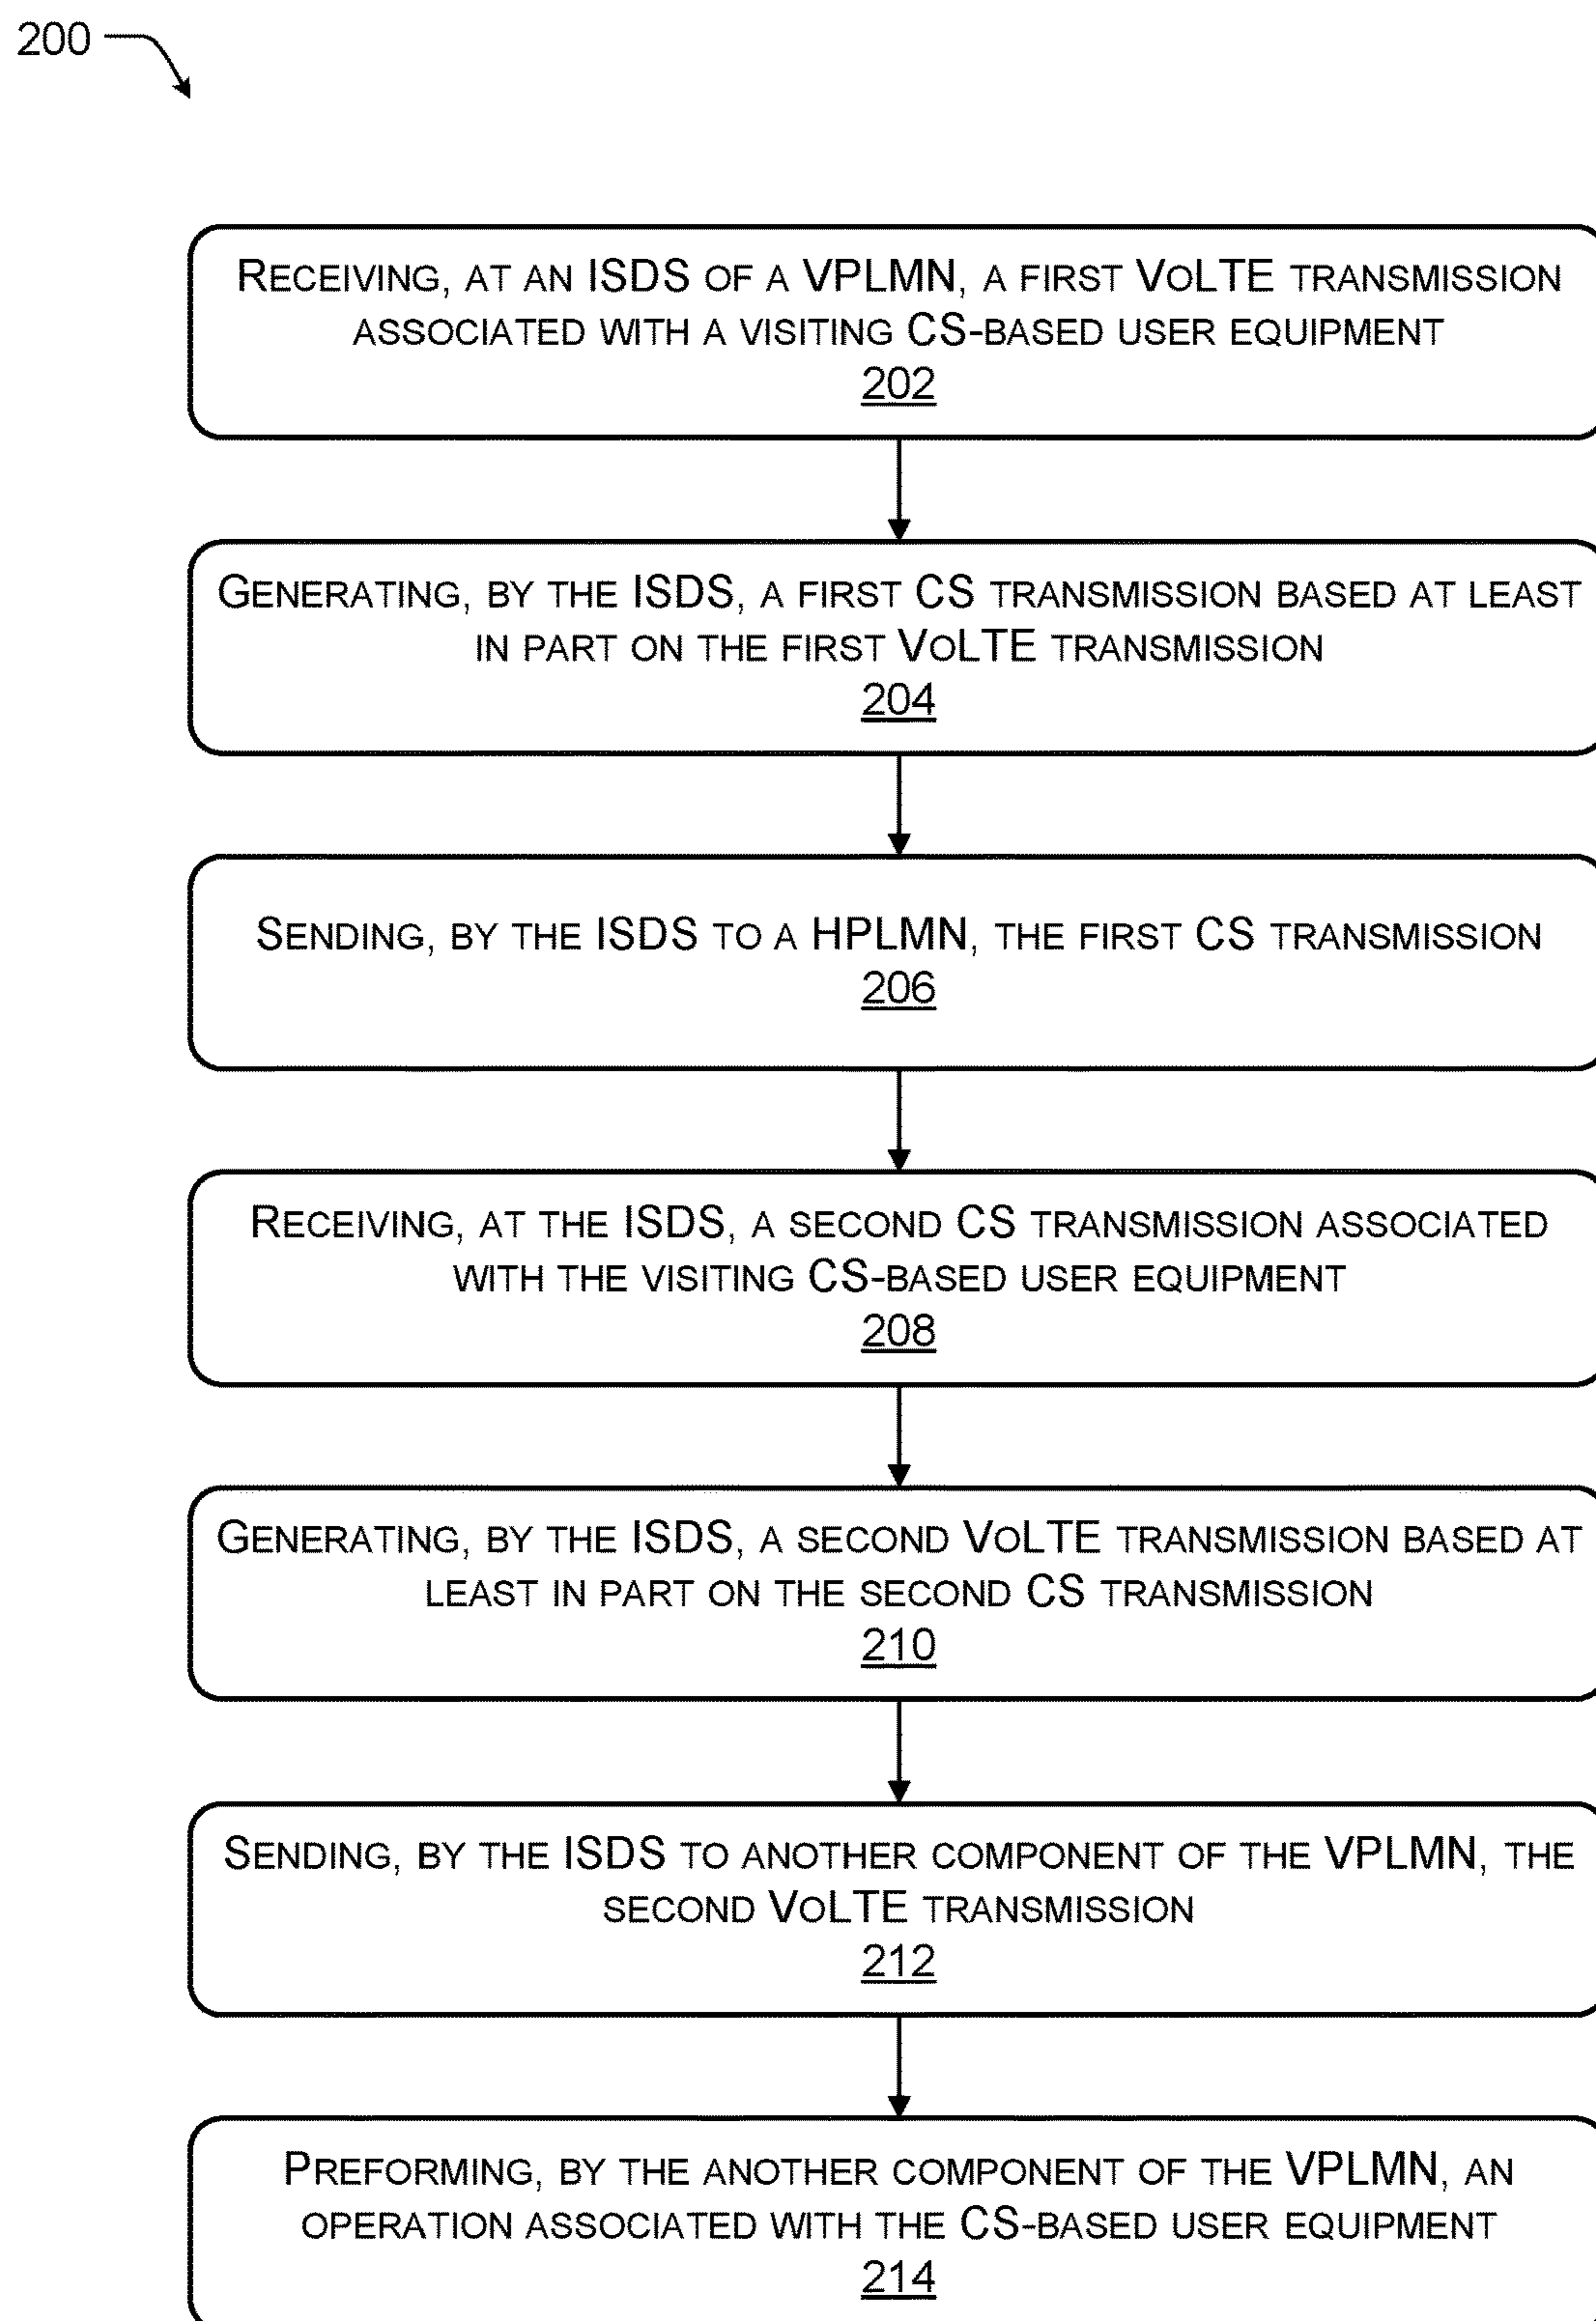 200
RECEIVING, AT AN ISDS OF A VPLMN, A FIRST VOLTE TRANSMISSION
ASSOCIATED WITH A VISITING CS-BASED USER EQUIPMENT
202
GENERATING, BY THE ISDS, A FIRST CS TRANSMISSION BASED AT LEAST
IN PART ON THE FIRST VOLTE TRANSMISSION
204
SENDING, BY THE ISDS TO A HPLMN, THE FIRST CS TRANSMISSION
206
RECEIVING, AT THE ISDS, A SECOND CS TRANSMISSION ASSOCIATED
WITH THE VISITING CS-BASED USER EQUIPMENT
208
GENERATING, BY THE ISDS, A SECOND VOLTE TRANSMISSION BASED AT
LEAST IN PART ON THE SECOND CS TRANSMISSION
210
SENDING, BY THE ISDS TO ANOTHER COMPONENT OF THE VPLMN, THE
SECOND VOLTE TRANSMISSION
212
PREFORMING, BY THE ANOTHER COMPONENT OF THE VPLMN, AN
OPERATION ASSOCIATED WITH THE CS-BASED USER EQUIPMENT
214